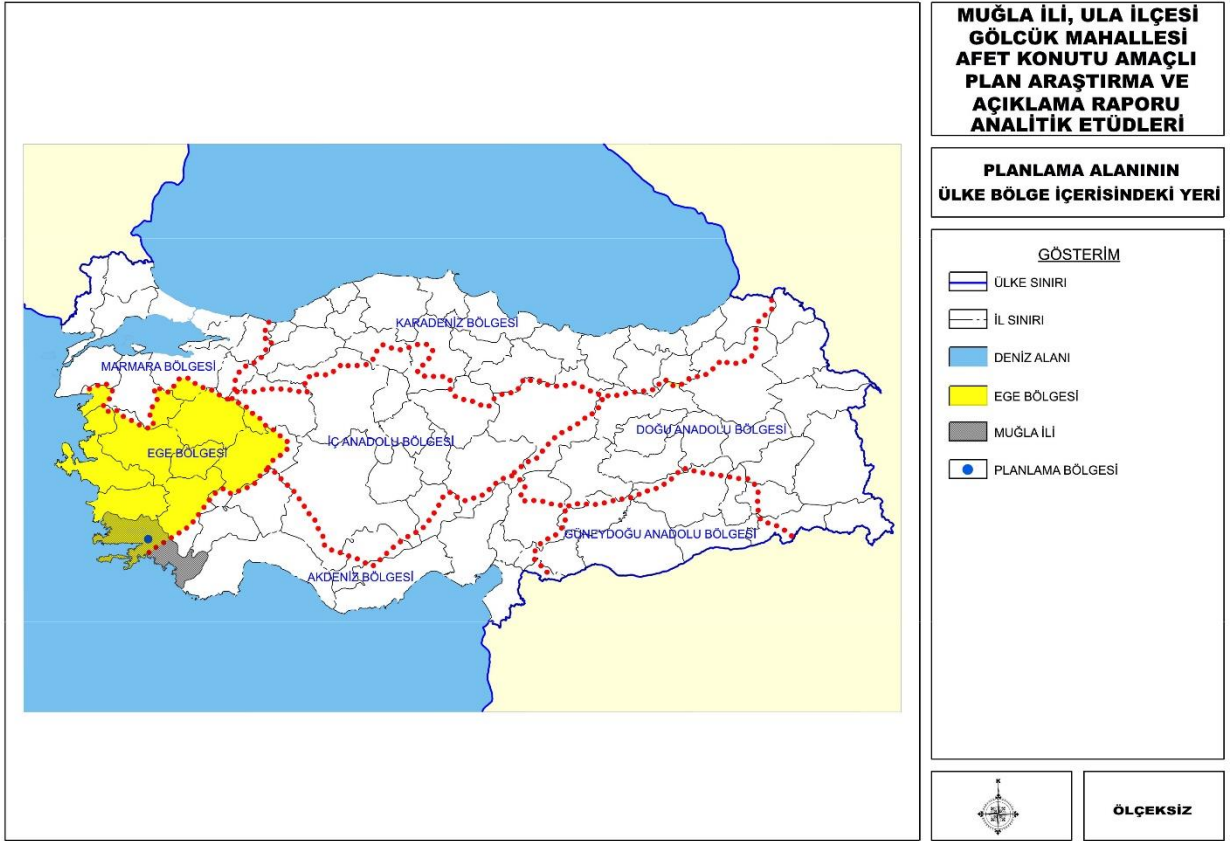 MUĞLA İLİ, ULA İLÇESİ
GÖLCÜK MAHALLESİ
AFET KONUTU AMAÇLI
PLAN ARAŞTIRMA VE
AÇIKLAMA RAPORU
ANALİTİK ETÜDLERİ
PLANLAMA ALANININ
ÜLKE BÖLGE İÇERİSİNDEKİ YERİ
GÖSTERİM
ÜLKE SINIRI
İL SINIRI
DENİZ ALANI
EGE BÖLGESİ
MUĞLA İLİ
PLANLAMA BÖLGESİ
KARADENİZ BÖLGESİ
MARMARA BÖLGESİ
EGE BÖLGESİ
İÇ ANADOLU BÖLGESİ
DOĞU ANADOLU BÖLGESİ
GÜNEYDOĞU ANADOLU BÖLGESİ
AKDENİZ BÖLGESİ
ÖLÇEKSİZ